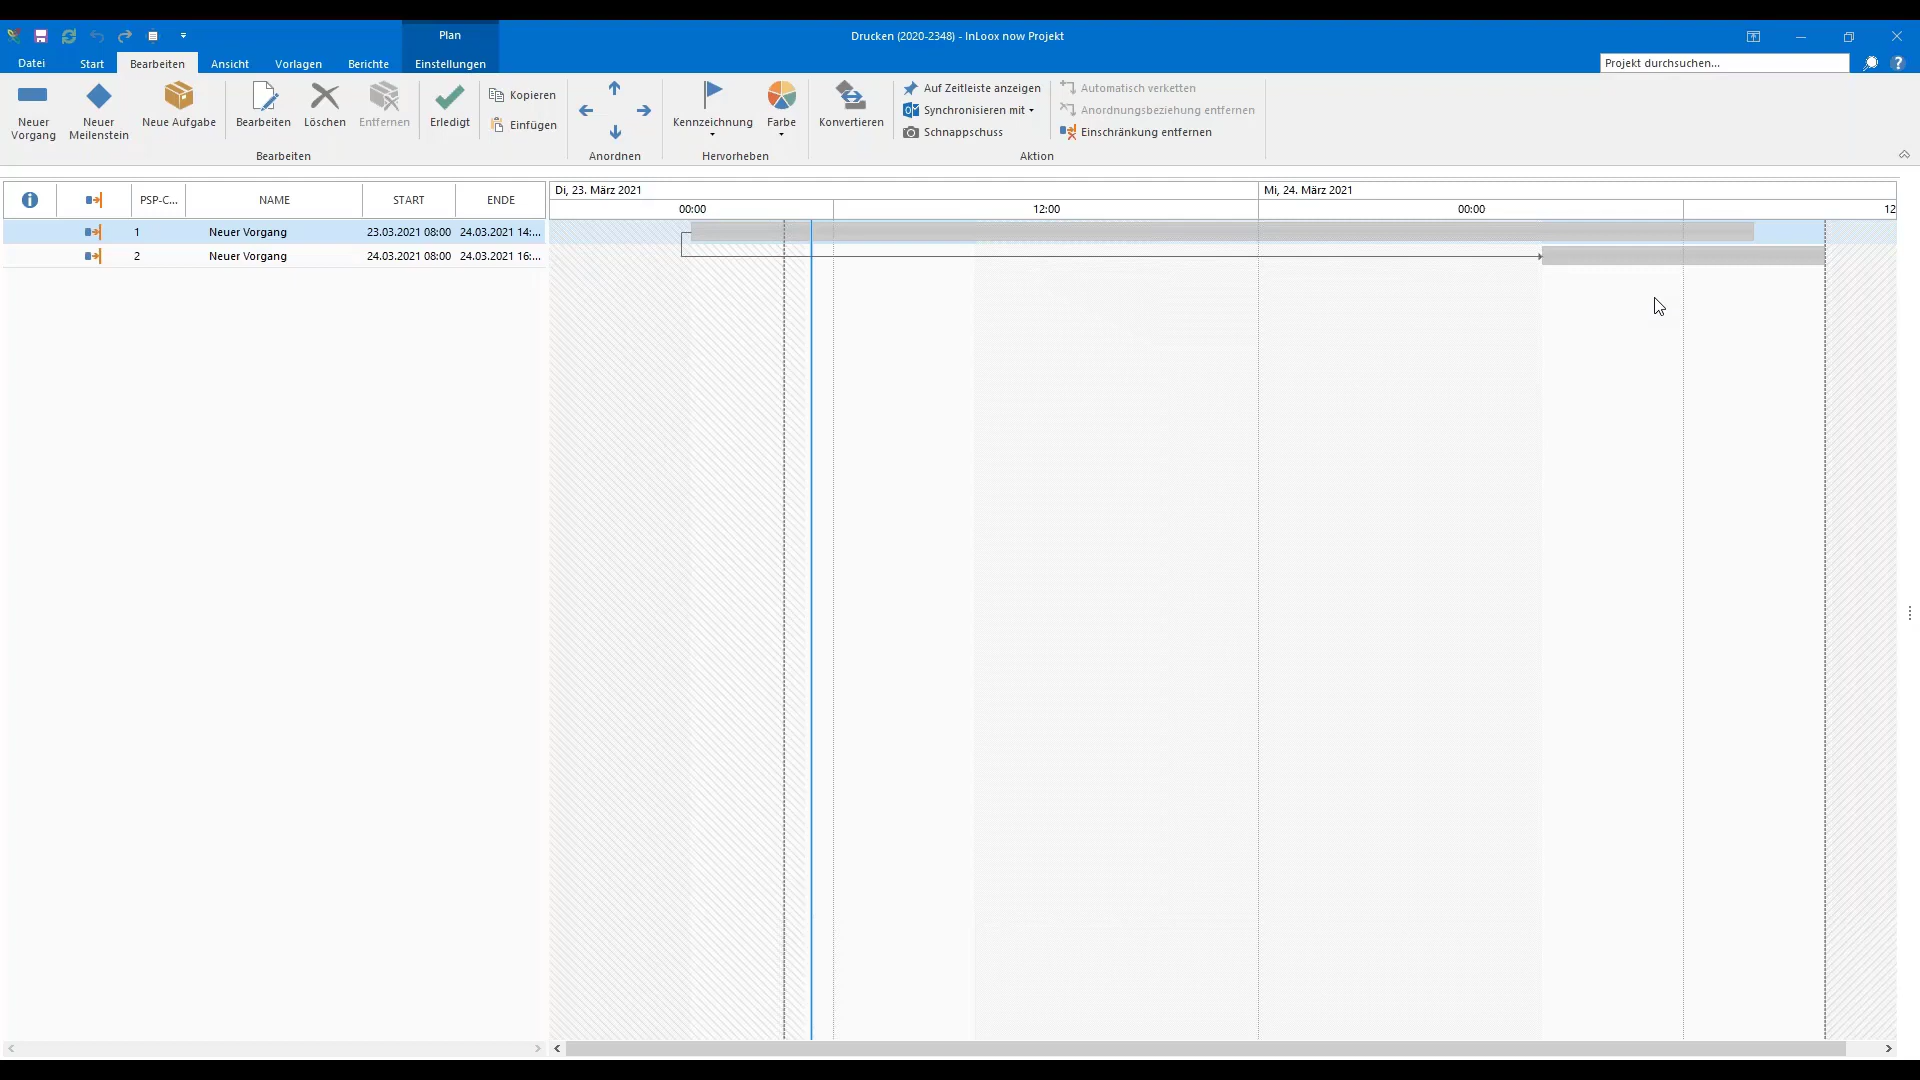 Plan
Drucken (2020-2348) - InLoox now Projekt
Datei Start Bearbeiten Ansicht Vorlagen Berichte Einstellungen
Projekt durchsuchen...
Neuer Vorgang
Neuer Meilenstein
Neue Aufgabe
Bearbeiten
Löschen
Entfernen
Erledigt
Kopieren
Einfügen
Bearbeiten
Anordnen
Kennzeichnung
Farbe
Hervorheben
Konvertieren
Auf Zeitleiste anzeigen
Synchronisieren mit
Schnappschuss
Automatisch verketten
Anordnungsbeziehung entfernen
Einschränkung entfernen
Aktion
PSP-C... NAME START ENDE
Di, 23. März 2021 Mi, 24. März 2021
00:00 12:00 00:00 12
1 Neuer Vorgang 23.03.2021 08:00 24.03.2021 14:...
2 Neuer Vorgang 24.03.2021 08:00 24.03.2021 16:...